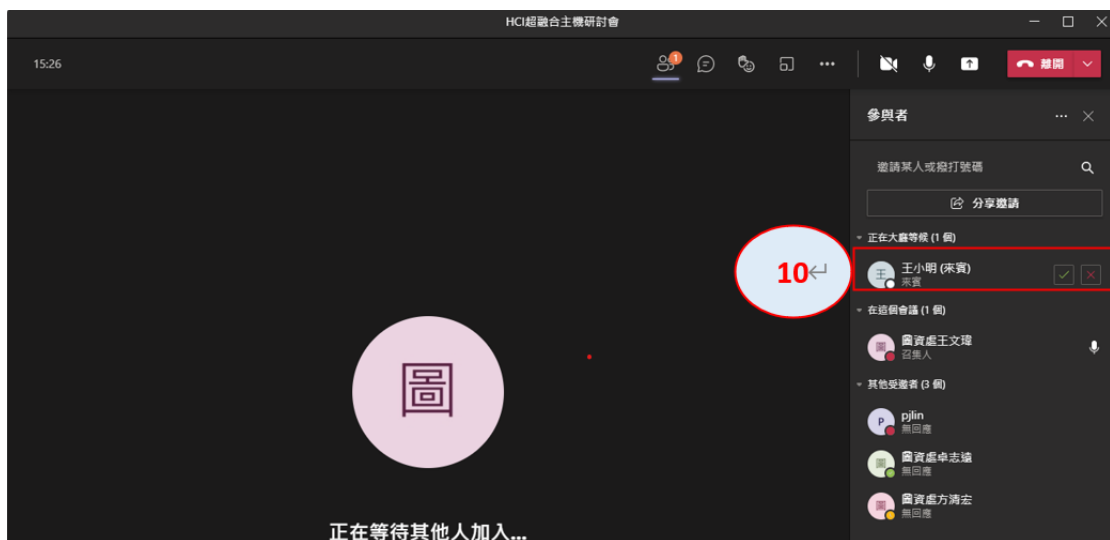 HCI超融合主機研討會
15:26
1
離開
參與者
邀請某人或撥打號碼
分享邀請
正在大廳等候 (1 個)
王
王小明 (來賓)
來賓
10
在這個會議 (1 個)
圖
圖資處王文瑋
召集人
其他受邀者 (3 個)
P
pjlin
無回應
圖
圖資處卓志遠
無回應
圖
圖資處方清宏
無回應
圖
正在等待其他人加入...